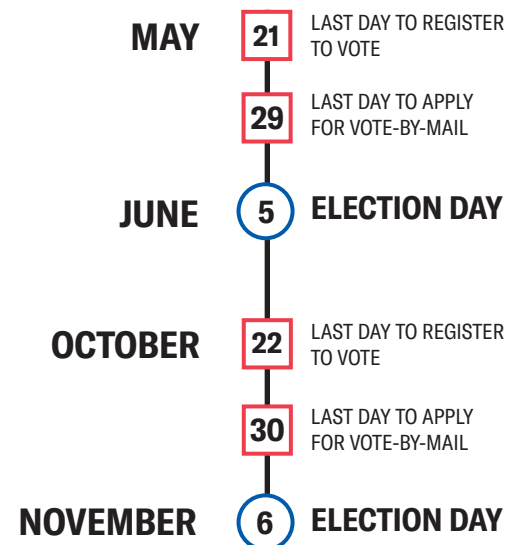 MAY 21 LAST DAY TO REGISTER
TO VOTE
29 LAST DAY TO APPLY
FOR VOTE-BY-MAIL
JUNE 5 ELECTION DAY
OCTOBER 22 LAST DAY TO REGISTER
TO VOTE
30 LAST DAY TO APPLY
FOR VOTE-BY-MAIL
NOVEMBER 6 ELECTION DAY